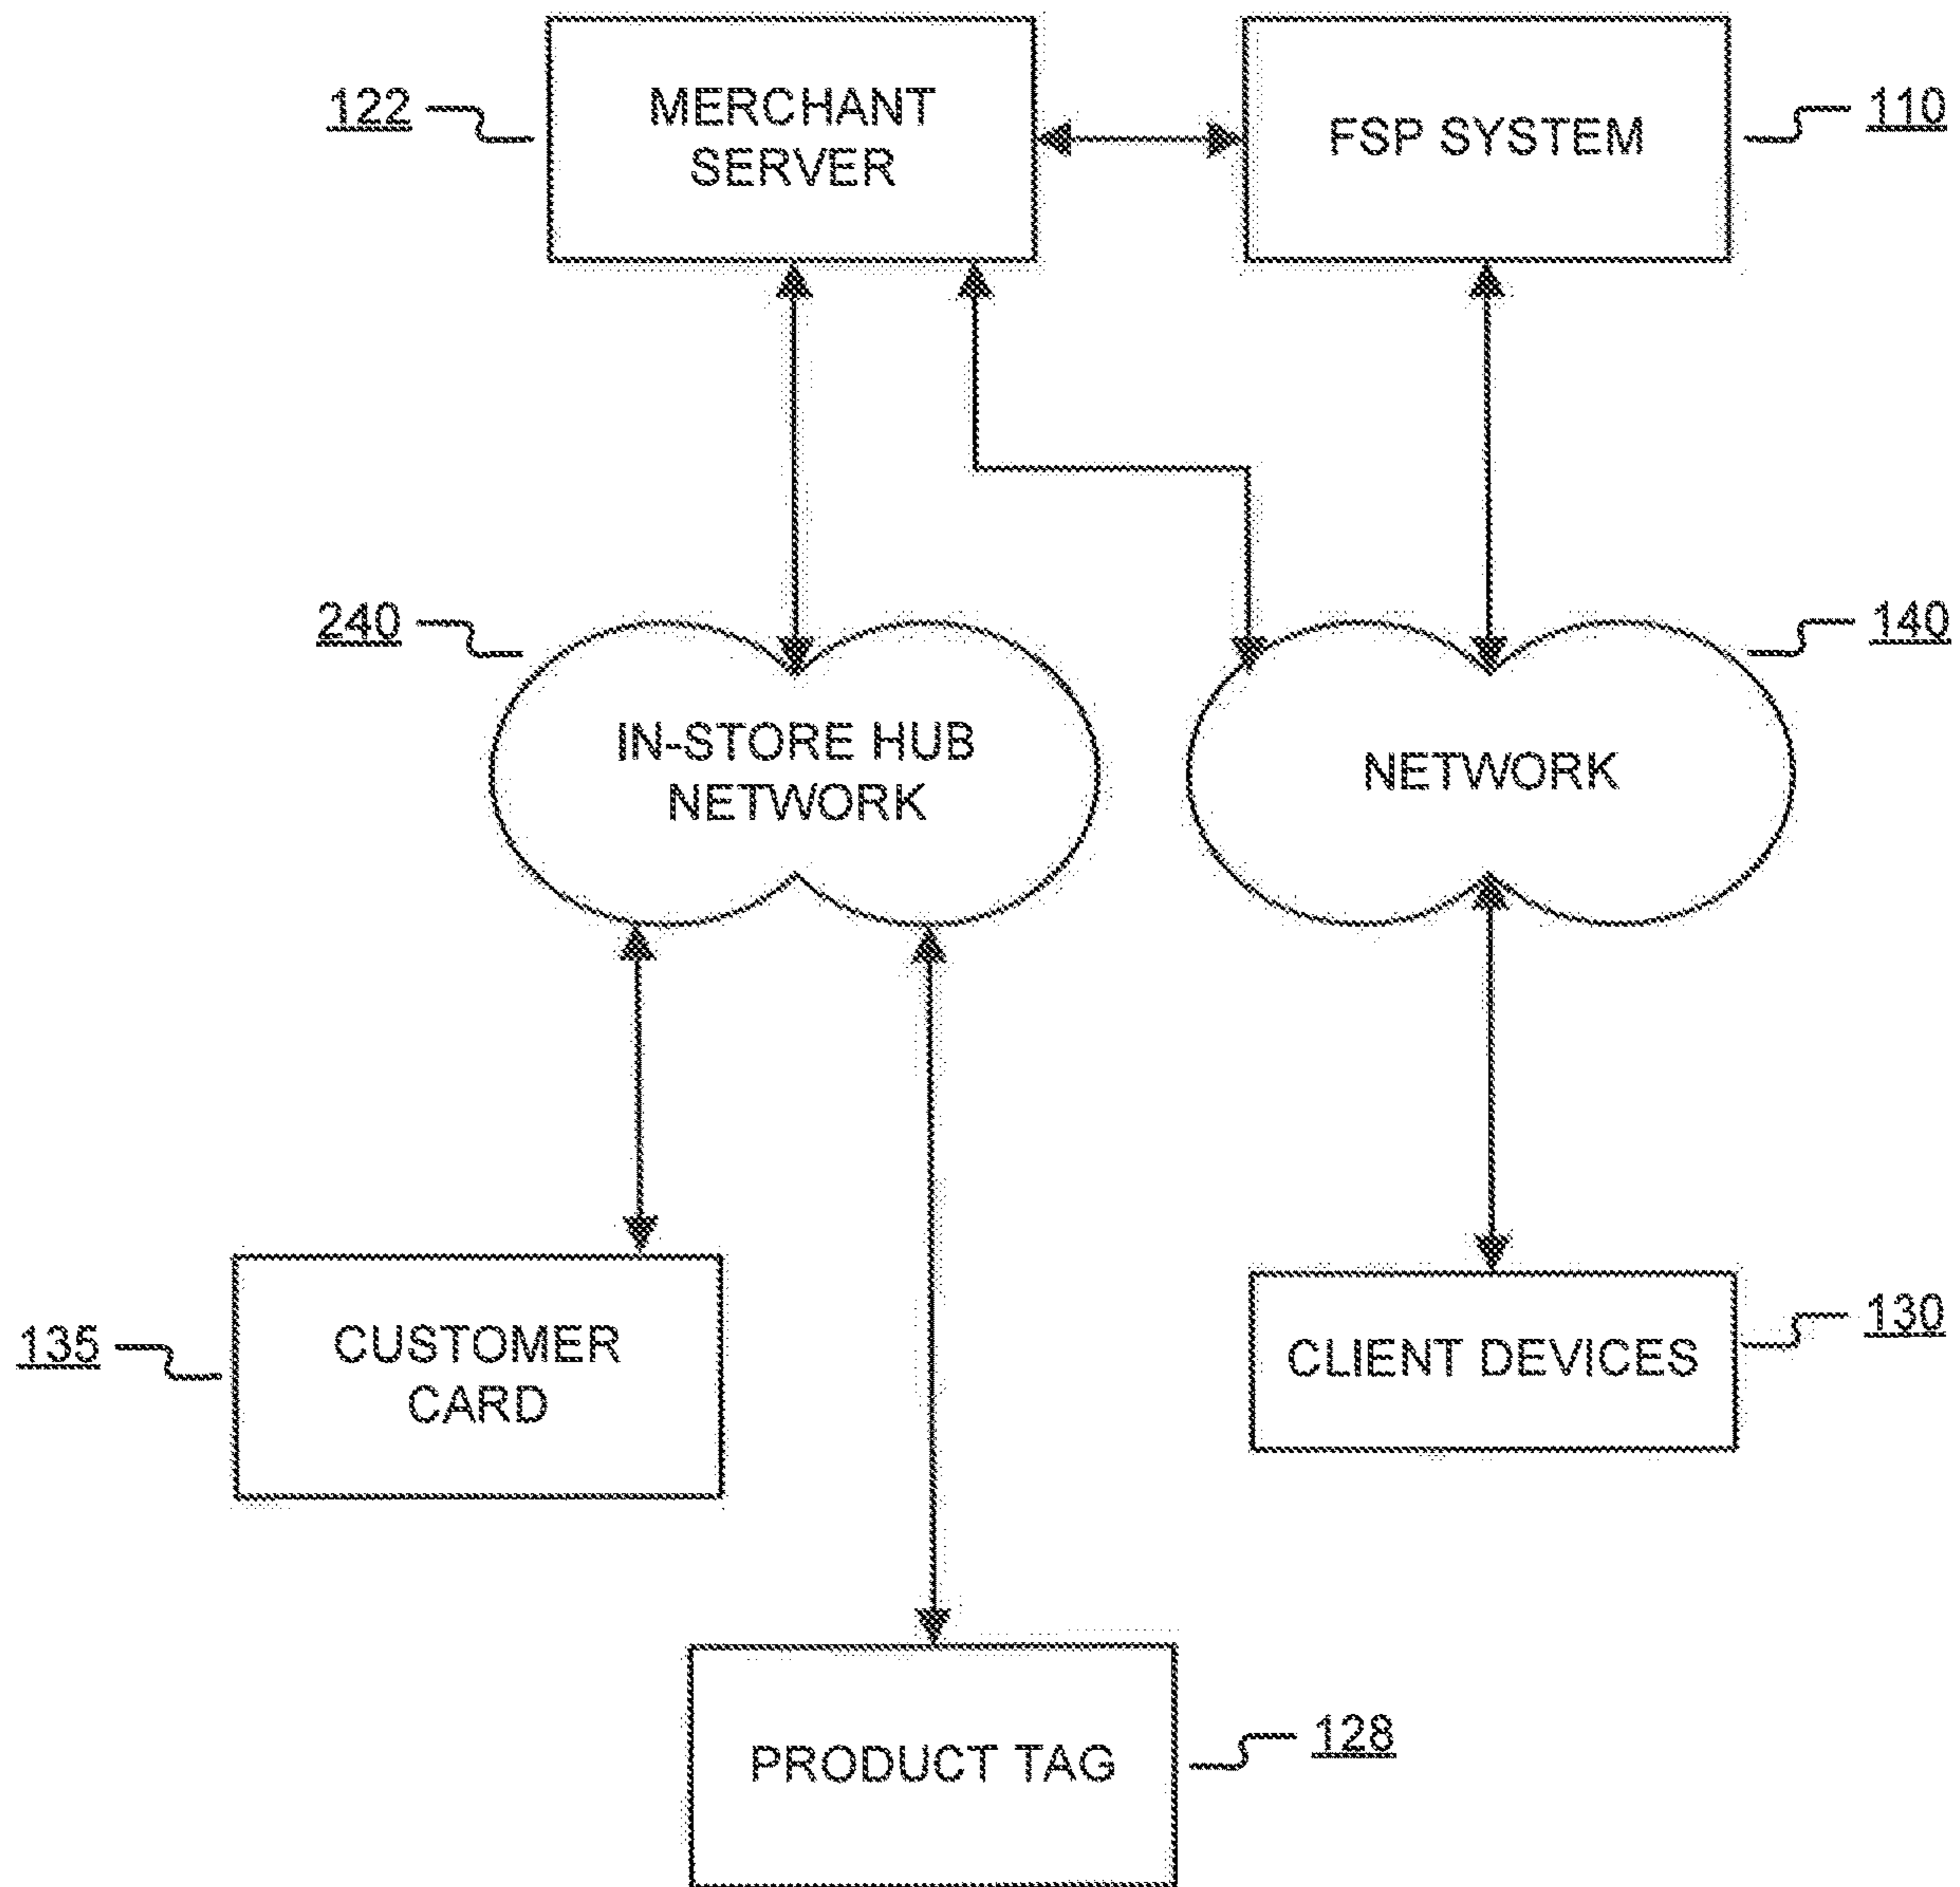 122
MERCHANT
SERVER
FSP SYSTEM
110
240
IN-STORE HUB
NETWORK
NETWORK
140
135
CUSTOMER
CARD
CLIENT DEVICES
130
PRODUCT TAG
128